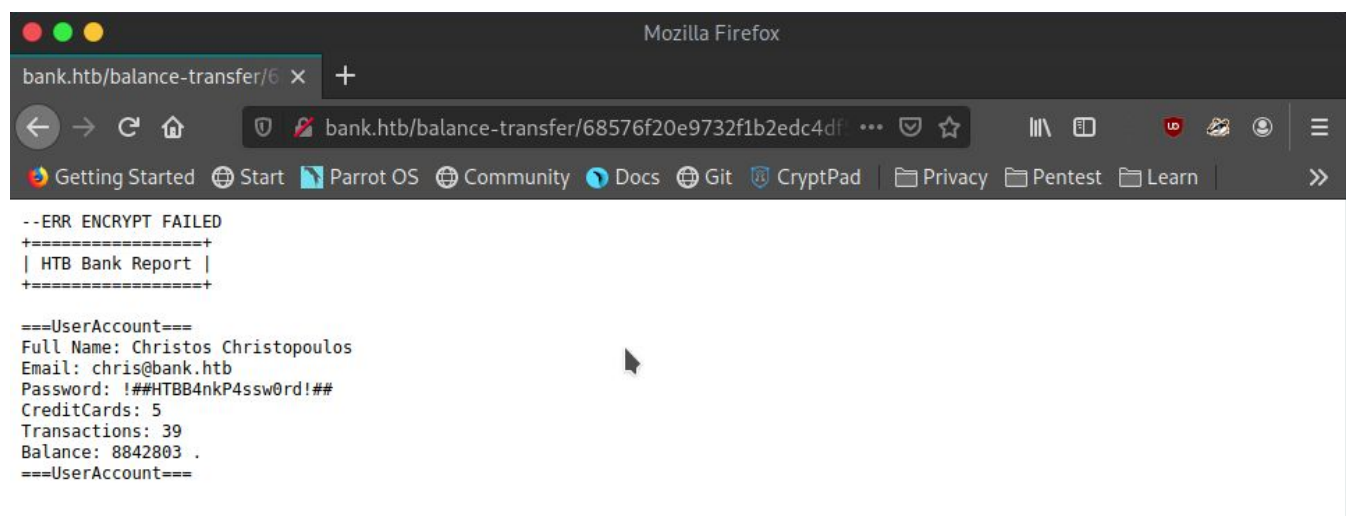 Mozilla Firefox
bank.htb/balance-transfer/6
bank.htb/balance-transfer/68576f20e9732f1b2edc4df
Getting Started Start Parrot OS Community Docs Git CryptPad Privacy Pentest Learn
--ERR ENCRYPT FAILED
+=================+
| HTB Bank Report |
+=================+
===UserAccount===
Full Name: Christos Christopoulos
Email: chris@bank.htb
Password: !##HTBB4nkP4ssw0rd!##
CreditCards: 5
Transactions: 39
Balance: 8842803 .
===UserAccount===